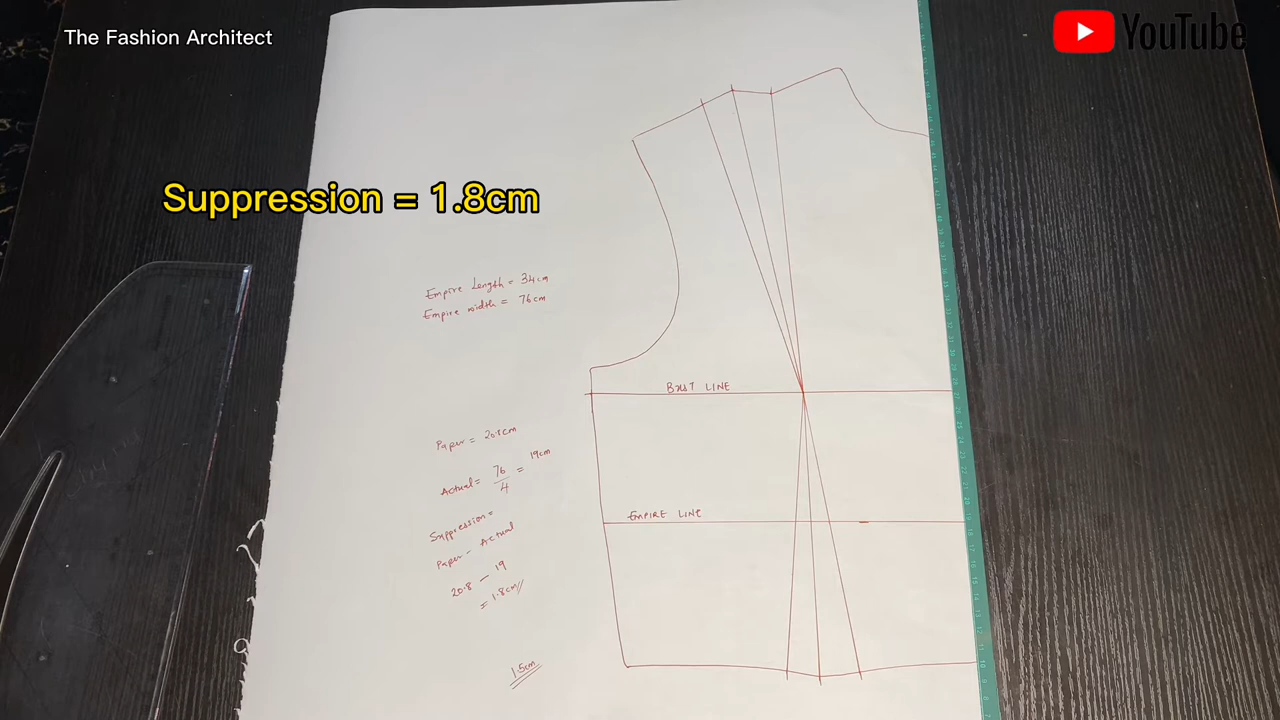 The Fashion Architect
YouTube
Suppression = 1.8cm
Empire Length = 34cm
Empire width = 76cm
BUST LINE
Paper = 20.8cm
Actual = 76/4 = 19cm
EMPIRE LINE
Suppression =
Paper - Actual
20.8 - 19
= 1.8cm//
1.5cm